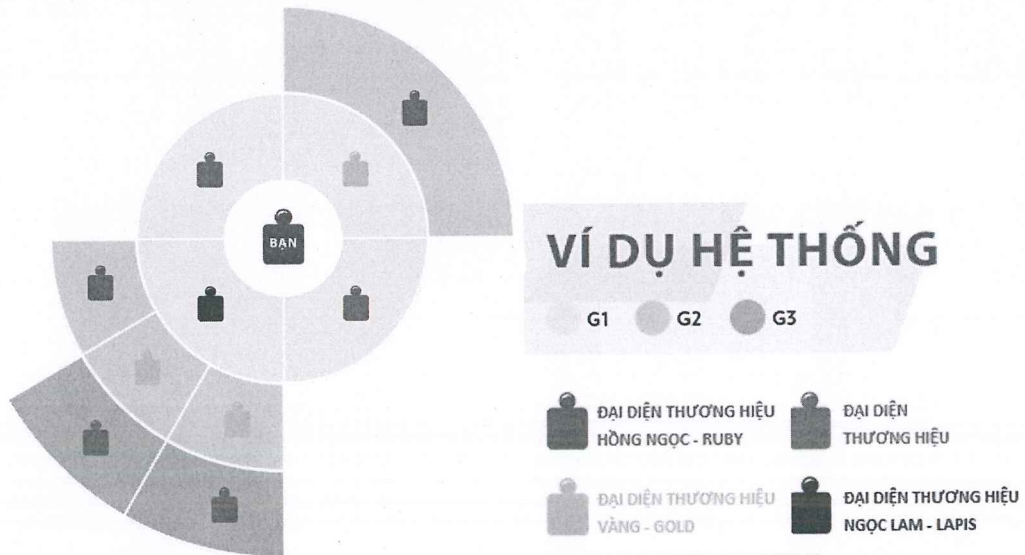 BẠN
VÍ DỤ HỆ THỐNG
G1 G2 G3
ĐẠI DIỆN THƯƠNG HIỆU
HỒNG NGỌC - RUBY
ĐẠI DIỆN
THƯƠNG HIỆU
ĐẠI DIỆN THƯƠNG HIỆU
VÀNG - GOLD
ĐẠI DIỆN THƯƠNG HIỆU
NGỌC LAM - LAPIS